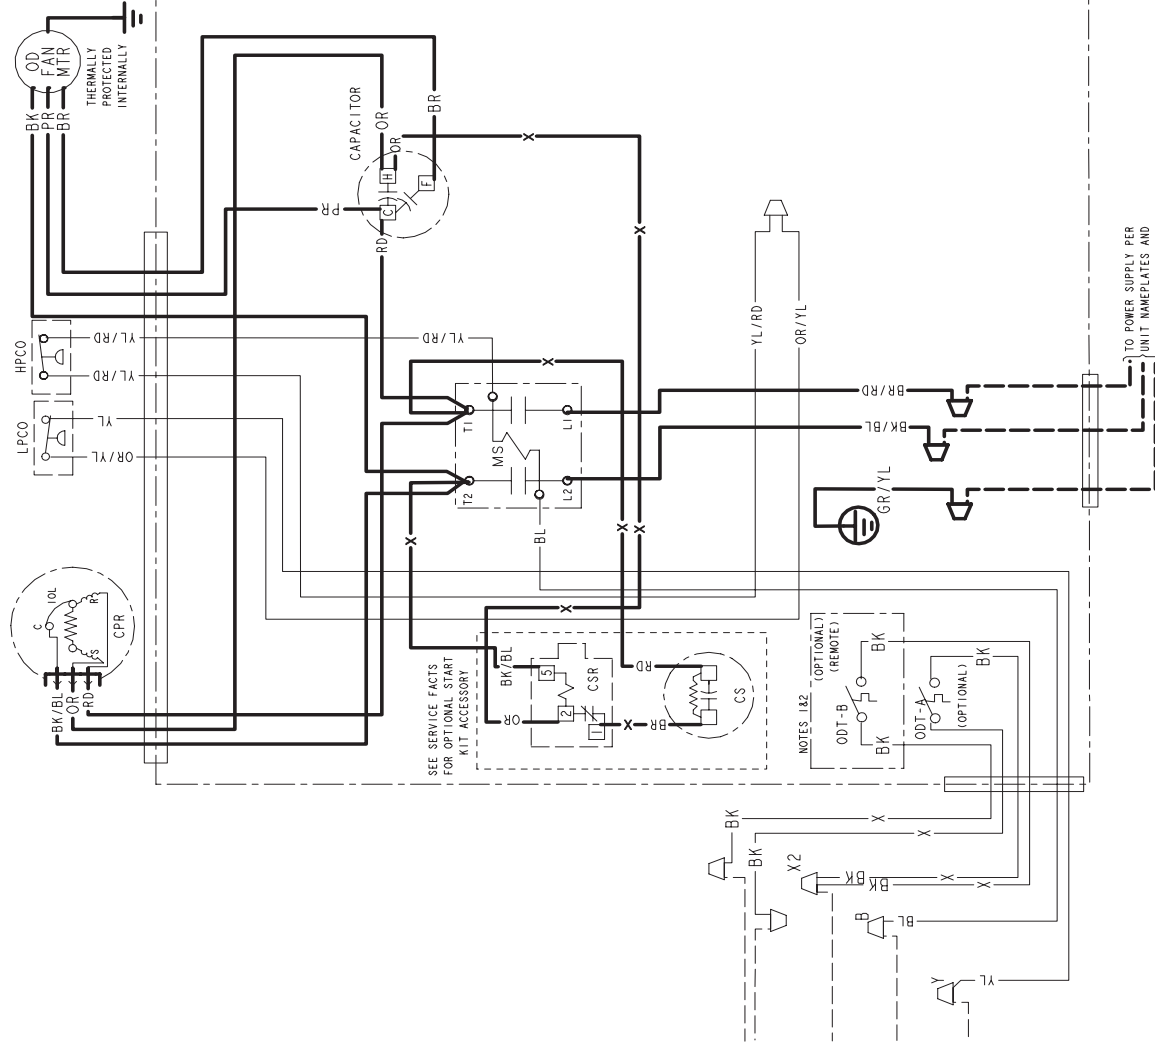 OD
FAN
MTR
THERMALLY
PROTECTED
INTERNALLY
BK
PR
BR
CAPACITOR
OR
BR
OR
H
F
C
PR
RD
HPCO
YL/RD
YL/RD
YL/RD
LPCO
YL
OR/YL
T1
L1
MS
T2
L2
BL
X
X
X
X
X
X
X
YL/RD
OR/YL
BR/RD
BK/BL
GR/YL
TO POWER SUPPLY PER
UNIT NAMEPLATES AND
C
IOL
R
S
CPR
BK/BL
OR
RD
SEE SERVICE FACTS
FOR OPTIONAL START
KIT ACCESSORY
BK/BL
5
CSR
2
1
OR
RD
X
BR
CS
NOTES 1&2
(OPTIONAL)
(REMOTE)
BK
ODT-B
BK
BK
ODT-A
(OPTIONAL)
BK
X
BK
X
X2
BK
X
BK
X
B
BL
Y
YL